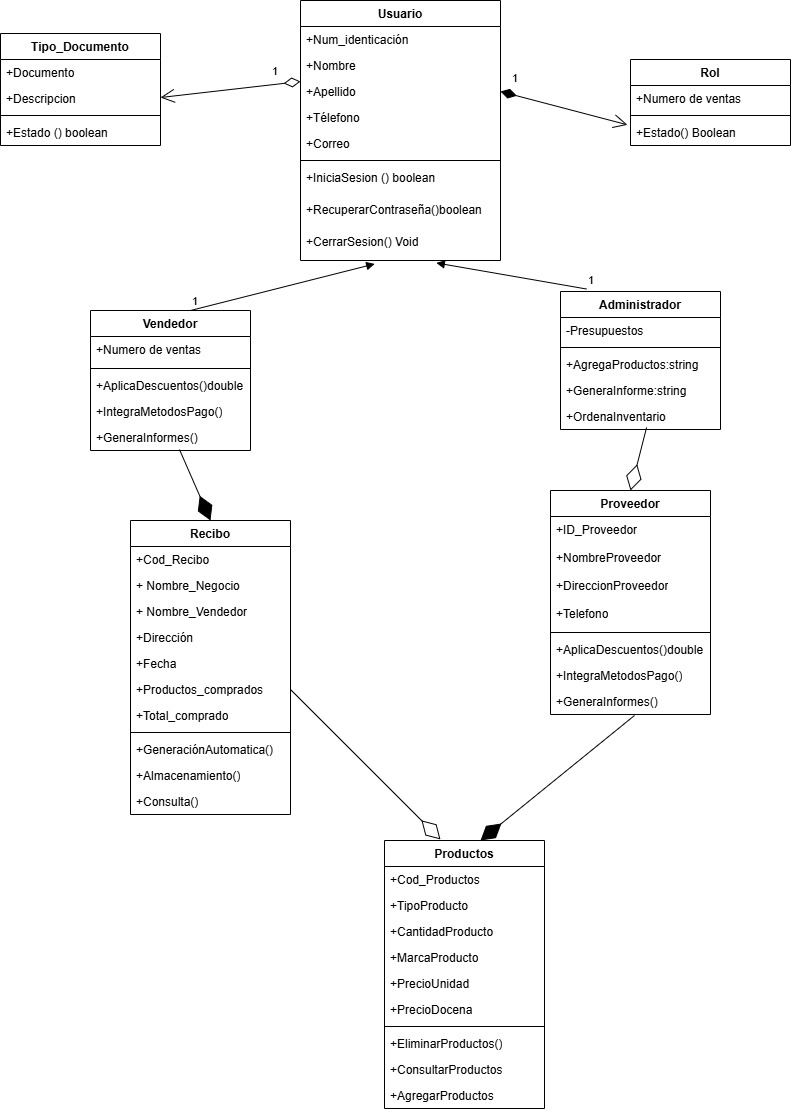 Usuario
+Num_identicación
+Nombre
+Apellido
+Télefono
+Correo
+IniciaSesion () boolean
+RecuperarContraseña()boolean
+CerrarSesion() Void
Tipo_Documento
+Documento
+Descripcion
+Estado () boolean
1
1
Rol
+Numero de ventas
+Estado() Boolean
1
Vendedor
+Numero de ventas
+AplicaDescuentos()double
+IntegraMetodosPago()
+GeneraInformes()
1
Administrador
-Presupuestos
+AgregaProductos:string
+GeneraInforme:string
+OrdenaInventario
Recibo
+Cod_Recibo
+ Nombre_Negocio
+ Nombre_Vendedor
+Dirección
+Fecha
+Productos_comprados
+Total_comprado
+GeneraciónAutomatica()
+Almacenamiento()
+Consulta()
Proveedor
+ID_Proveedor
+NombreProveedor
+DireccionProveedor
+Telefono
+AplicaDescuentos()double
+IntegraMetodosPago()
+GeneraInformes()
Productos
+Cod_Productos
+TipoProducto
+CantidadProducto
+MarcaProducto
+PrecioUnidad
+PrecioDocena
+EliminarProductos()
+ConsultarProductos
+AgregarProductos